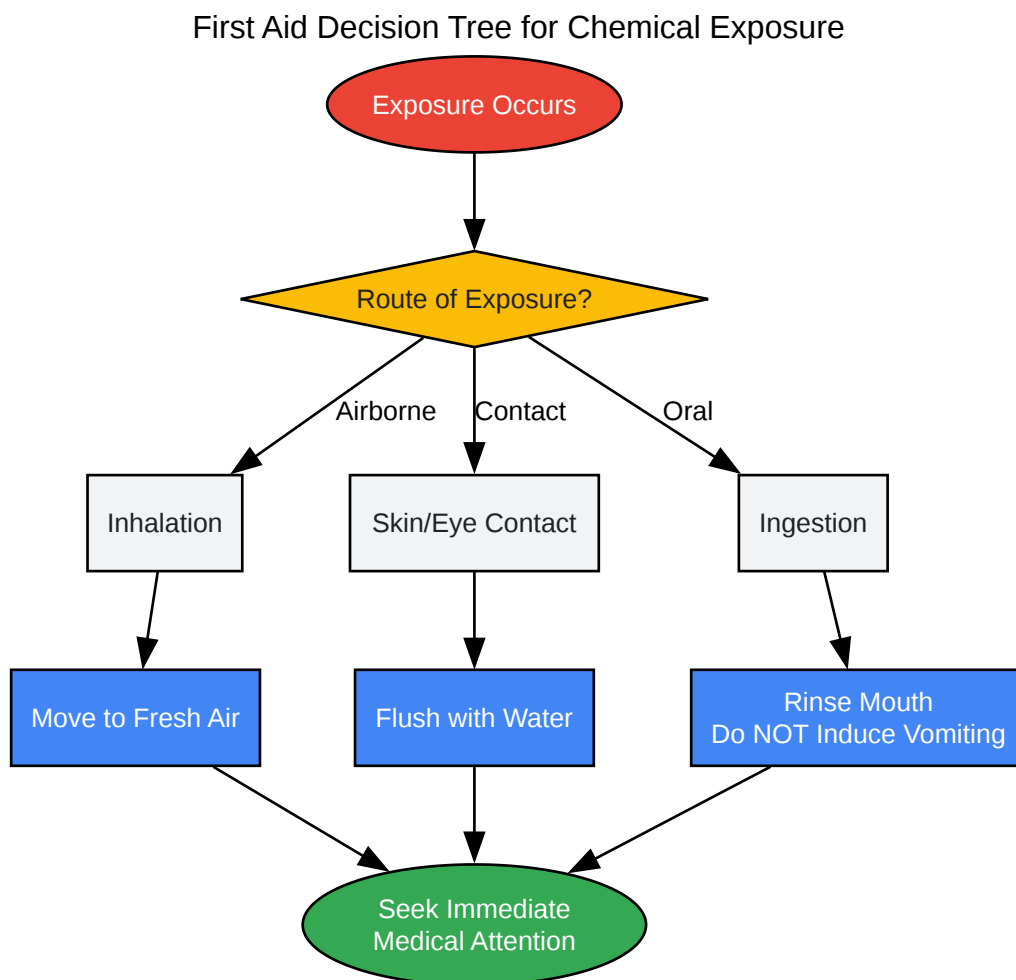 First Aid Decision Tree for Chemical Exposure
Exposure Occurs
Route of Exposure?
Airborne
Contact
Oral
Inhalation
Skin/Eye Contact
Ingestion
Move to Fresh Air
Flush with Water
Rinse Mouth
Do NOT Induce Vomiting
Seek Immediate
Medical Attention